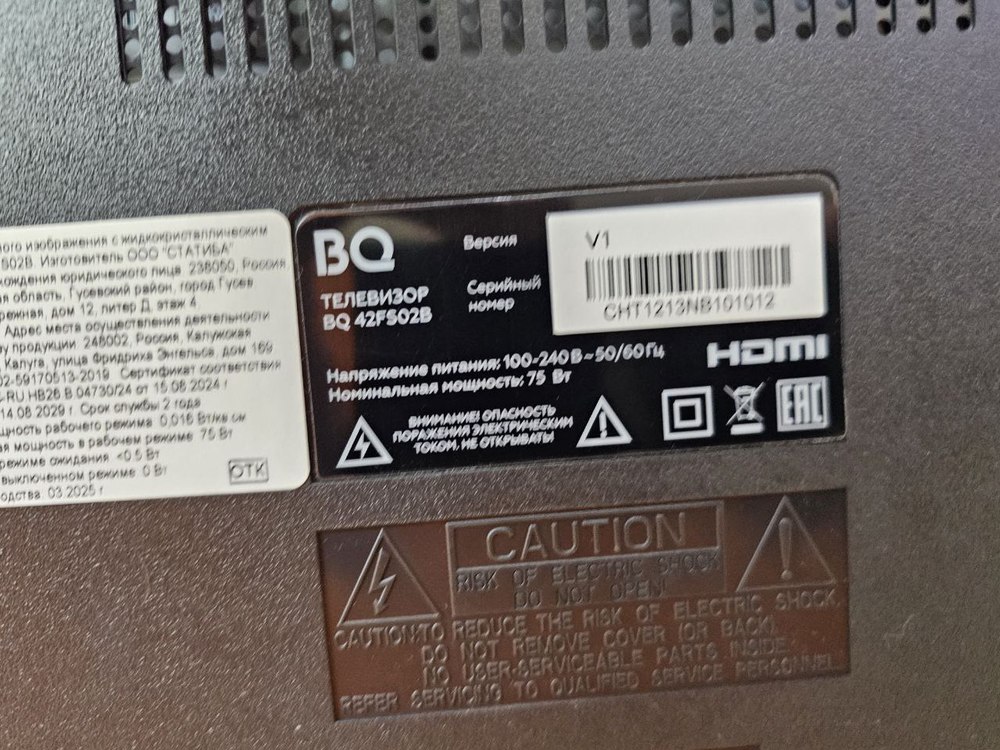 ого изображения с жидкокристаллическим
S02B. Изготовитель ООО "СТАТИБА"
хождения юридического лица: 238050, Россия
ая область, Гусевский район, город Гусев
режная, дом 12, литер Д, этаж 4
Адрес места осуществления деятельности
у продукции: 248002, Россия, Калужская
Калуга, улица Фридриха Энгельса, дом 169
02-59170513-2019 Сертификат соответствия
RU HB26 B 04730/24 от 15.08.2024 г
14.08.2029 г. Срок службы 2 года
щность рабочего режима: 0,016 Вт/кв.см
ая мощность в рабочем режиме: 75 Вт
режиме ожидания: <0.5 Вт
выключенном режиме: 0 Вт
одства: 03.2025 г
ОТК
BQ
ТЕЛЕВИЗОР
BQ 42FS02B
Версия
V1
Серийный
номер
CHT1213NB101012
Напряжение питания: 100-240 В ~ 50/60 Гц
Номинальная мощность: 75 Вт
HDMI
ВНИМАНИЕ! ОПАСНОСТЬ
ПОРАЖЕНИЯ ЭЛЕКТРИЧЕСКИМ
ТОКОМ. НЕ ОТКРЫВАТЬ!
EAC
CAUTION
RISK OF ELECTRIC SHOCK
DO NOT OPEN!
CAUTION:TO REDUCE THE RISK OF ELECTRIC SHOCK,
DO NOT REMOVE COVER (OR BACK).
NO USER-SERVICEABLE PARTS INSIDE.
REFER SERVICING TO QUALIFIED SERVICE PERSONNEL.